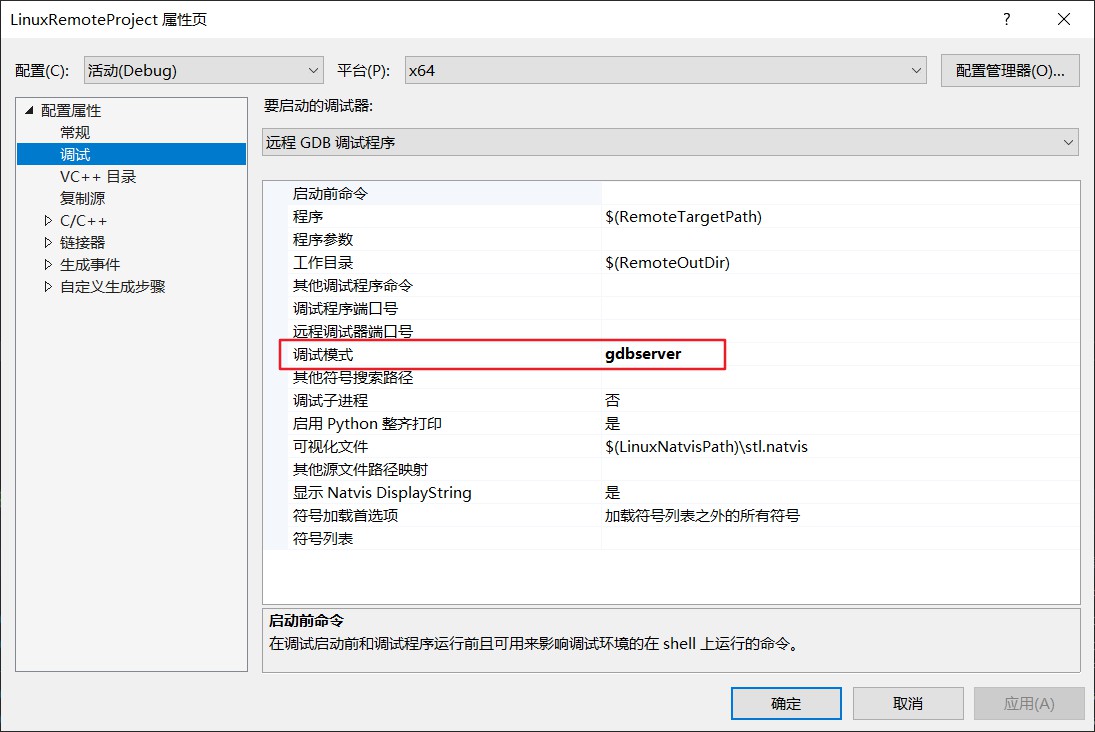 LinuxRemoteProject 属性页
?
配置(C): 活动(Debug) 平台(P): x64 配置管理器(O)...
配置属性
常规
调试
VC++ 目录
复制源
C/C++
链接器
生成事件
自定义生成步骤
要启动的调试器:
远程 GDB 调试程序
启动前命令
程序 $(RemoteTargetPath)
程序参数
工作目录 $(RemoteOutDir)
其他调试程序命令
调试程序端口号
远程调试器端口号
调试模式 gdbserver
其他符号搜索路径
调试子进程 否
启用 Python 整齐打印 是
可视化文件 $(LinuxNatvisPath)\stl.natvis
其他源文件路径映射
显示 Natvis DisplayString 是
符号加载首选项 加载符号列表之外的所有符号
符号列表
启动前命令
在调试启动前和调试程序运行前且可用来影响调试环境的在 shell 上运行的命令。
确定 取消 应用(A)